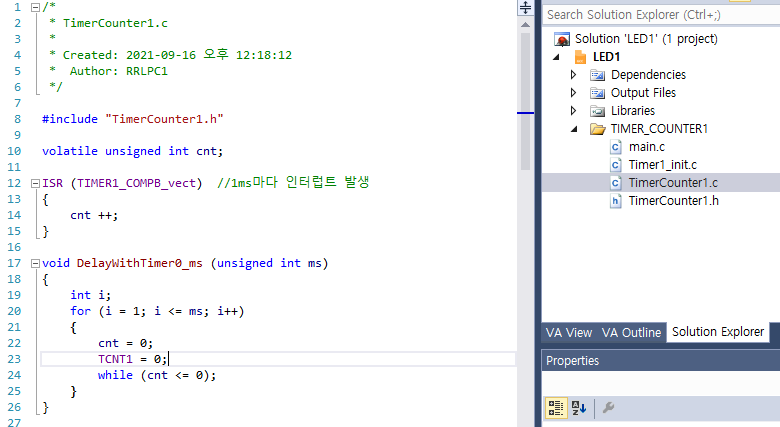 1 /*
2  * TimerCounter1.c
3  *
4  * Created: 2021-09-16 오후 12:18:12
5  *  Author: RRLPC1
6  */
7
8 #include "TimerCounter1.h"
9
10 volatile unsigned int cnt;
11
12 ISR (TIMER1_COMPB_vect)  //1ms마다 인터럽트 발생
13 {
14     cnt ++;
15 }
16
17 void DelayWithTimer0_ms (unsigned int ms)
18 {
19     int i;
20     for (i = 1; i <= ms; i++)
21     {
22         cnt = 0;
23         TCNT1 = 0;
24         while (cnt <= 0);
25     }
26 }
27
Search Solution Explorer (Ctrl+;)
Solution 'LED1' (1 project)
LED1
Dependencies
Output Files
Libraries
TIMER_COUNTER1
main.c
Timer1_init.c
TimerCounter1.c
TimerCounter1.h
VA View VA Outline Solution Explorer
Properties